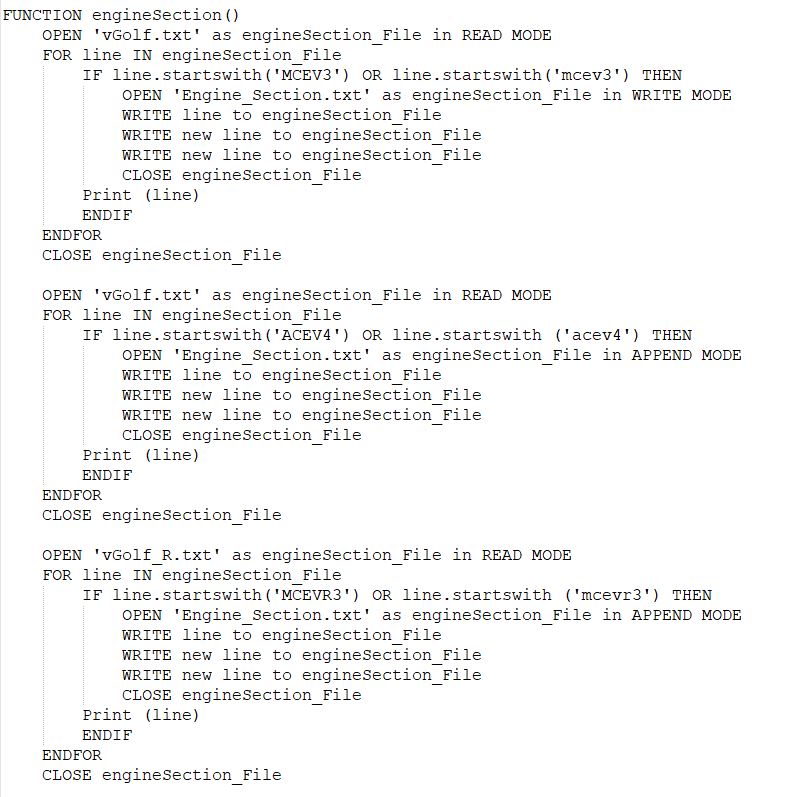 FUNCTION engineSection()
    OPEN 'vGolf.txt' as engineSection_File in READ MODE
    FOR line IN engineSection_File
        IF line.startswith('MCEV3') OR line.startswith('mcev3') THEN
            OPEN 'Engine_Section.txt' as engineSection_File in WRITE MODE
            WRITE line to engineSection_File
            WRITE new line to engineSection_File
            WRITE new line to engineSection_File
            CLOSE engineSection_File
        Print (line)
        ENDIF
    ENDFOR
    CLOSE engineSection_File

    OPEN 'vGolf.txt' as engineSection_File in READ MODE
    FOR line IN engineSection_File
        IF line.startswith('ACEV4') OR line.startswith ('acev4') THEN
            OPEN 'Engine_Section.txt' as engineSection_File in APPEND MODE
            WRITE line to engineSection_File
            WRITE new line to engineSection_File
            WRITE new line to engineSection_File
            CLOSE engineSection_File
        Print (line)
        ENDIF
    ENDFOR
    CLOSE engineSection_File

    OPEN 'vGolf_R.txt' as engineSection_File in READ MODE
    FOR line IN engineSection_File
        IF line.startswith('MCEVR3') OR line.startswith ('mcevr3') THEN
            OPEN 'Engine_Section.txt' as engineSection_File in APPEND MODE
            WRITE line to engineSection_File
            WRITE new line to engineSection_File
            WRITE new line to engineSection_File
            CLOSE engineSection_File
        Print (line)
        ENDIF
    ENDFOR
    CLOSE engineSection_File